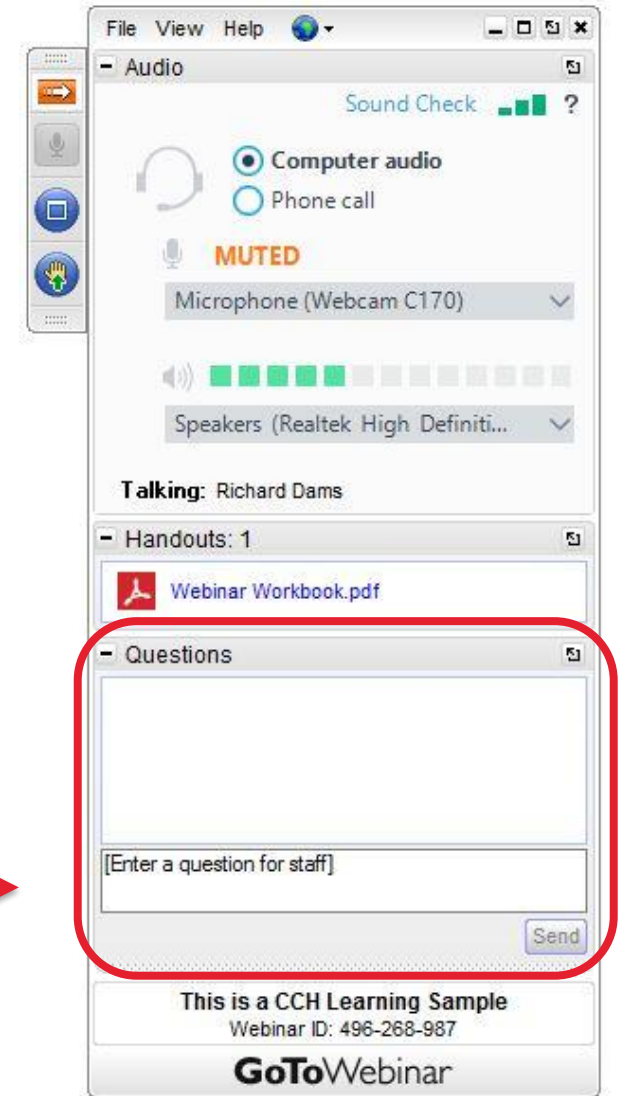 File View Help
Audio
Sound Check ?
Computer audio
Phone call
MUTED
Microphone (Webcam C170)
Speakers (Realtek High Definiti...
Talking: Richard Dams
Handouts: 1
Webinar Workbook.pdf
Questions
[Enter a question for staff]
Send
This is a CCH Learning Sample
Webinar ID: 496-268-987
GoToWebinar